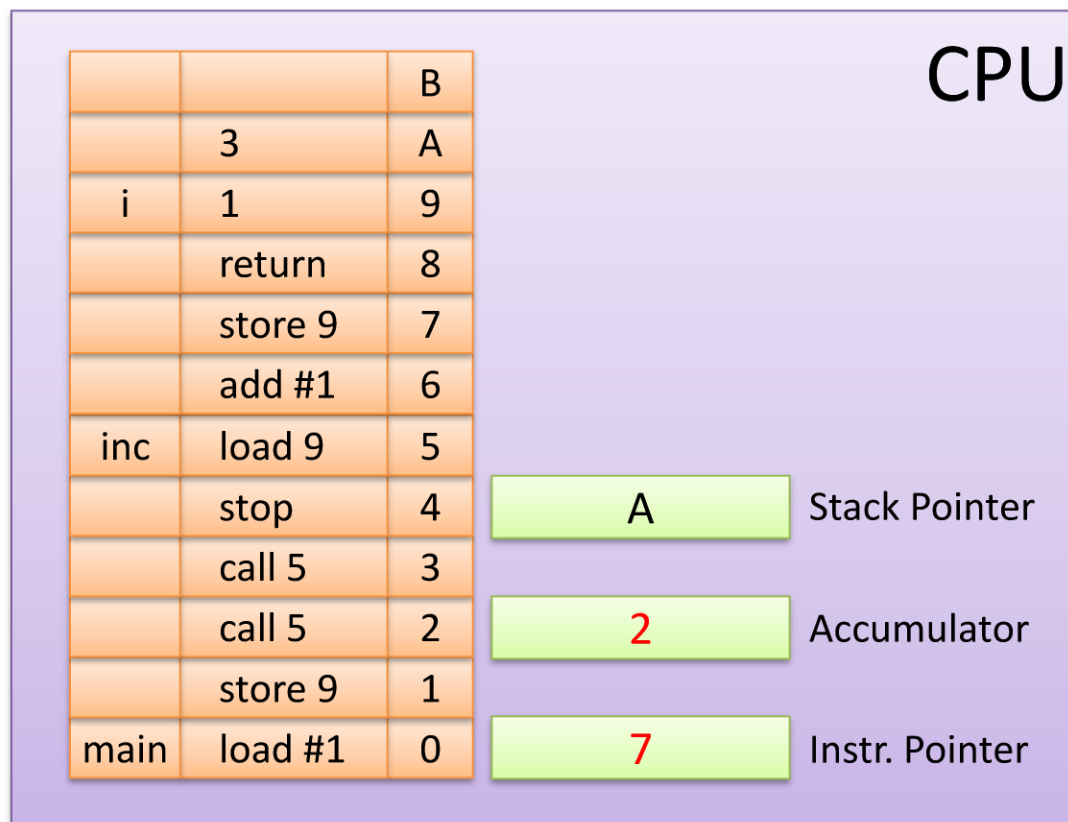 CPU
B
3 A
i 1 9
return 8
store 9 7
add #1 6
inc load 9 5
stop 4 A Stack Pointer
call 5 3
call 5 2 2 Accumulator
store 9 1
main load #1 0 7 Instr. Pointer